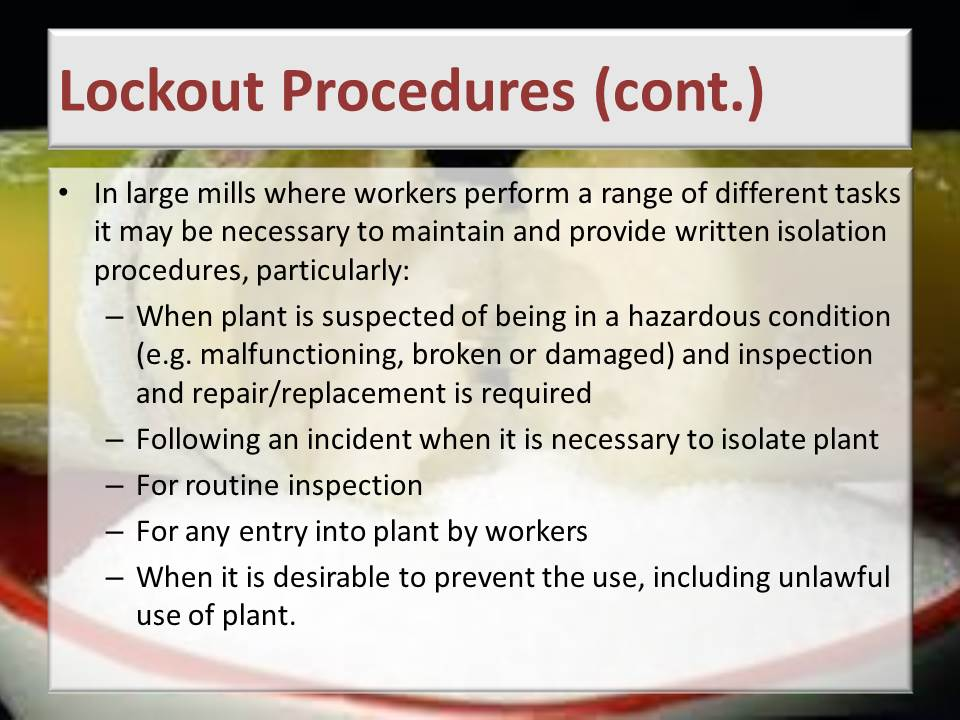 Lockout Procedures (cont.)
• In large mills where workers perform a range of different tasks
it may be necessary to maintain and provide written isolation
procedures, particularly:
– When plant is suspected of being in a hazardous condition
(e.g. malfunctioning, broken or damaged) and inspection
and repair/replacement is required
– Following an incident when it is necessary to isolate plant
– For routine inspection
– For any entry into plant by workers
– When it is desirable to prevent the use, including unlawful
use of plant.